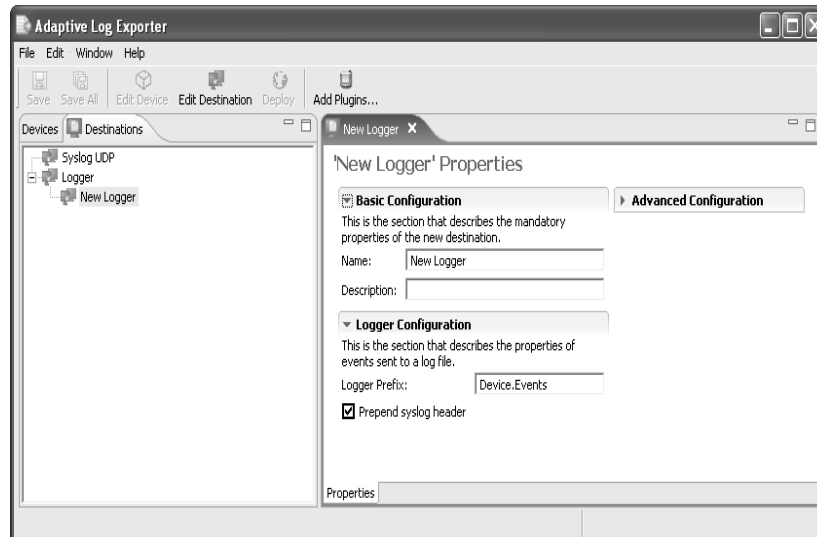 Adaptive Log Exporter
File Edit Window Help
Save Save All Edit Device Edit Destination Deploy Add Plugins...
Devices Destinations
Syslog UDP
Logger
New Logger
New Logger
'New Logger' Properties
Basic Configuration
This is the section that describes the mandatory
properties of the new destination.
Name: New Logger
Description:
Logger Configuration
This is the section that describes the properties of
events sent to a log file.
Logger Prefix: Device.Events
Prepend syslog header
Advanced Configuration
Properties